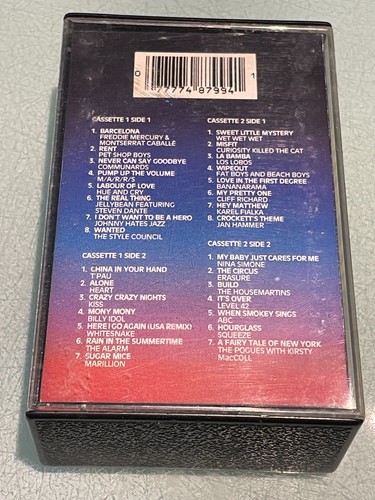 0 77774 87994 1
CASSETTE 1 SIDE 1
1. BARCELONA
FREDDIE MERCURY &
MONTSERRAT CABALLÉ
2. RENT
PET SHOP BOYS
3. NEVER CAN SAY GOODBYE
COMMUNARDS
4. PUMP UP THE VOLUME
M/A/R/R/S
5. LABOUR OF LOVE
HUE AND CRY
6. THE REAL THING
JELLYBEAN FEATURING
STEVEN DANTE
7. I DON'T WANT TO BE A HERO
JOHNNY HATES JAZZ
8. WANTED
THE STYLE COUNCIL
CASSETTE 1 SIDE 2
1. CHINA IN YOUR HAND
T'PAU
2. ALONE
HEART
3. CRAZY CRAZY NIGHTS
KISS
4. MONY MONY
BILLY IDOL
5. HERE I GO AGAIN (USA REMIX)
WHITESNAKE
6. RAIN IN THE SUMMERTIME
THE ALARM
7. SUGAR MICE
MARILLION
CASSETTE 2 SIDE 1
1. SWEET LITTLE MYSTERY
WET WET WET
2. MISFIT
CURIOSITY KILLED THE CAT
3. LA BAMBA
LOS LOBOS
4. WIPEOUT
FAT BOYS AND BEACH BOYS
5. LOVE IN THE FIRST DEGREE
BANANARAMA
6. MY PRETTY ONE
CLIFF RICHARD
7. HEY MATTHEW
KAREL FIALKA
8. CROCKETT'S THEME
JAN HAMMER
CASSETTE 2 SIDE 2
1. MY BABY JUST CARES FOR ME
NINA SIMONE
2. THE CIRCUS
ERASURE
3. BUILD
THE HOUSEMARTINS
4. IT'S OVER
LEVEL 42
5. WHEN SMOKEY SINGS
ABC
6. HOURGLASS
SQUEEZE
7. A FAIRY TALE OF NEW YORK
THE POGUES WITH KIRSTY
MacCOLL